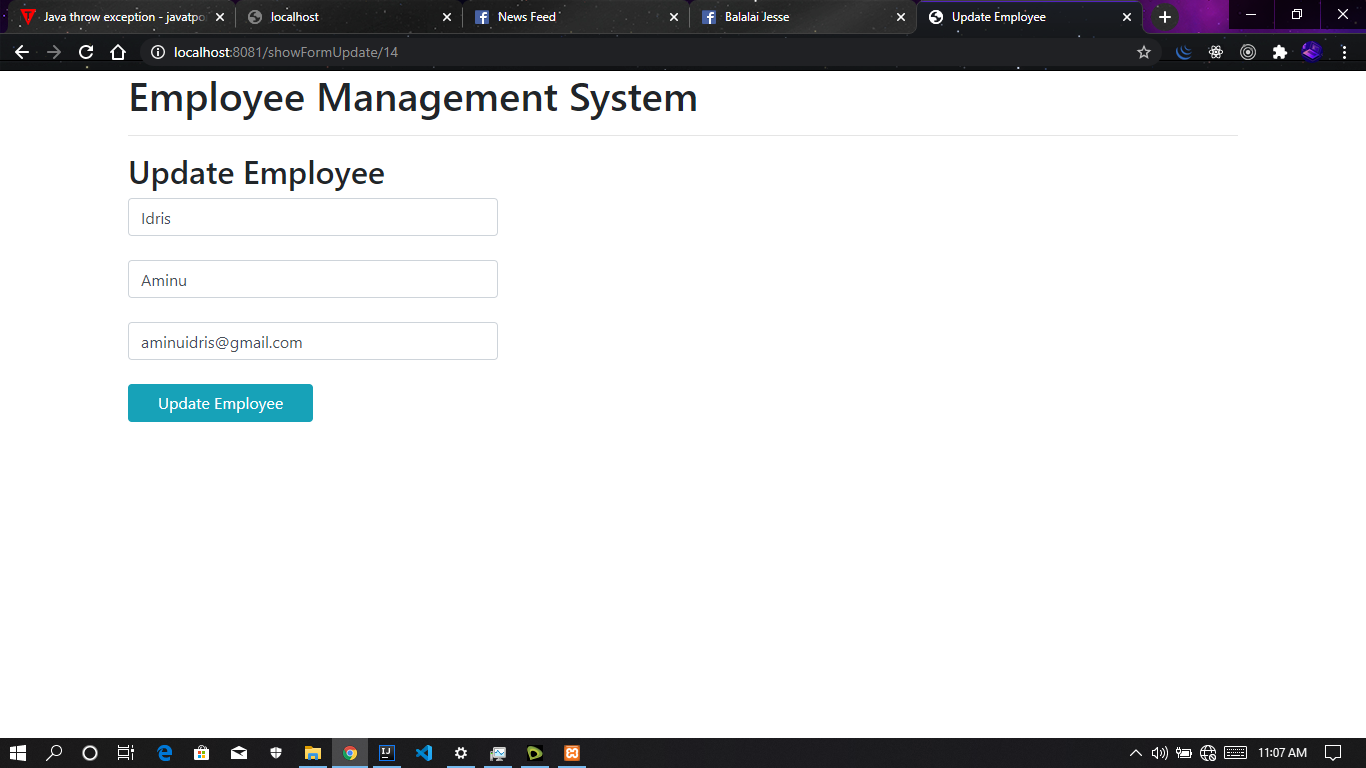 Java throw exception - javatpo
localhost
News Feed
Balalai Jesse
Update Employee
localhost:8081/showFormUpdate/14
Employee Management System
Update Employee
Idris
Aminu
aminuidris@gmail.com
Update Employee
11:07 AM